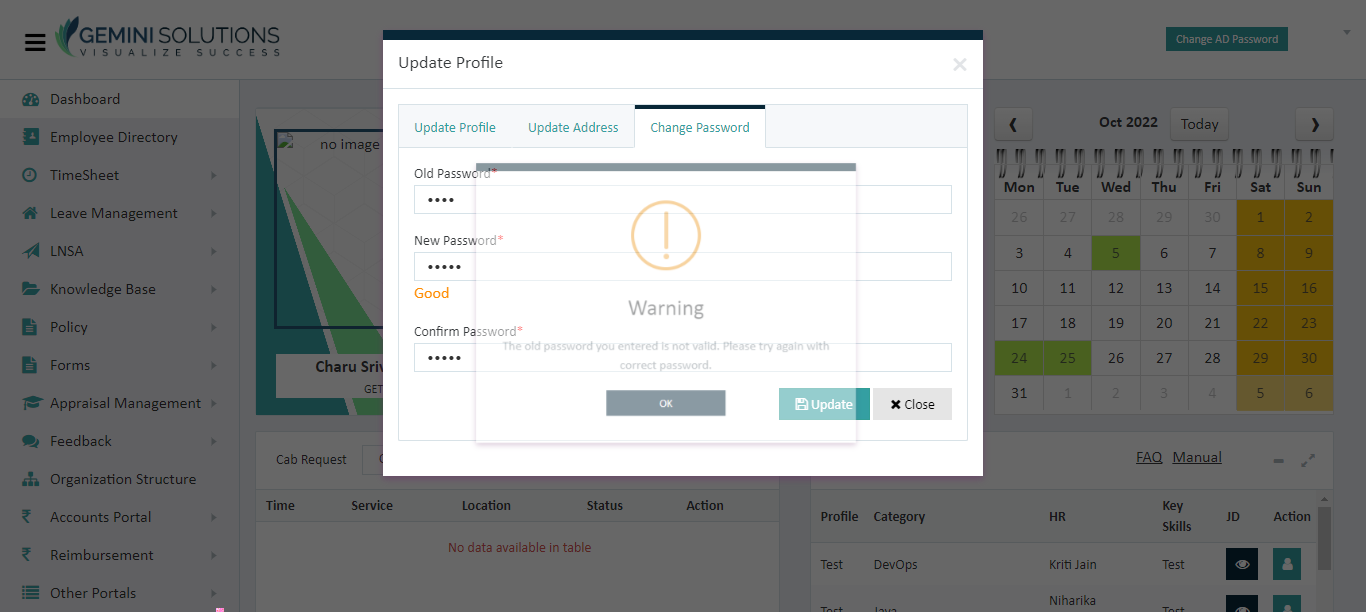 GEMINI SOLUTIONS
VISUALIZE SUCCESS
Change AD Password
Dashboard
Employee Directory
TimeSheet
Leave Management
LNSA
Knowledge Base
Policy
Forms
Appraisal Management
Feedback
Organization Structure
Accounts Portal
Reimbursement
Other Portals
no image
Charu Sriv
GET
Update Profile
×
Update Profile Update Address Change Password
Old Password*
••••
New Password*
•••••
Good
Confirm Password*
•••••
Update Close
Warning
The old password you entered is not valid. Please try again with
correct password.
OK
Oct 2022 Today
Mon Tue Wed Thu Fri Sat Sun
26 27 28 29 30 1 2
3 4 5 6 7 8 9
10 11 12 13 14 15 16
17 18 19 20 21 22 23
24 25 26 27 28 29 30
31 1 2 3 4 5 6
Cab Request
Time Service Location Status Action
No data available in table
FAQ Manual
Profile Category HR Key Skills JD Action
Test DevOps Kriti Jain Test
Test Java Niharika Test